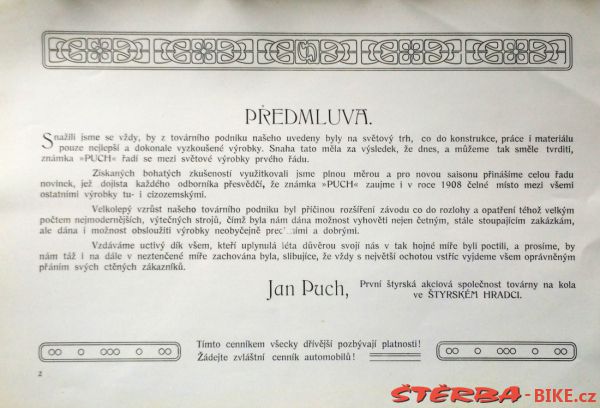 PŘEDMLUVA.
Snažili jsme se vždy, by z továrního podniku našeho uvedeny byly na světový trh, co do konstrukce, práce i materiálu
pouze nejlepší a dokonale vyzkoušené výrobky. Snaha tato měla za výsledek, že dnes, a můžeme tak směle tvrditi,
známka »PUCH« řadí se mezi světové výrobky prvého řádu.
Získaných bohatých zkušeností využitkovali jsme plnou měrou a pro novou saisonu přinášíme celou řadu
novinek, jež dojista každého odborníka přesvědčí, že známka »PUCH« zaujme i v roce 1908 čelné místo mezi všemi
ostatními výrobky tu- i cizozemskými.
Velkolepý vzrůst našeho továrního podniku byl příčinou rozšíření závodu co do rozlohy a opatření téhož velkým
počtem nejmodernějších, výtečných strojů, čímž byla nám dána možnost vyhověti nejen četným, stále stoupajícím zakázkám,
ale dána i možnost obsloužiti výrobky neobyčejně dobrými.
Vzdáváme uctivý dík všem, kteří uplynulá léta důvěrou svojí nás v tak hojné míře byli poctili, a prosíme, by
nám táž i na dále v neztenčené míře zachována byla, slibujíce, že vždy s největší ochotou vstříc vyjdeme všem oprávněným
přáním svých ctěných zákazníků.
Jan Puch, První štyrská akciová společnost továrny na kola
ve ŠTYRSKÉM HRADCI.
Tímto cenníkem všecky dřívější pozbývají platnosti!
Žádejte zvláštní cenník automobilů!
2
ŠTĚRBA-BIKE.cz